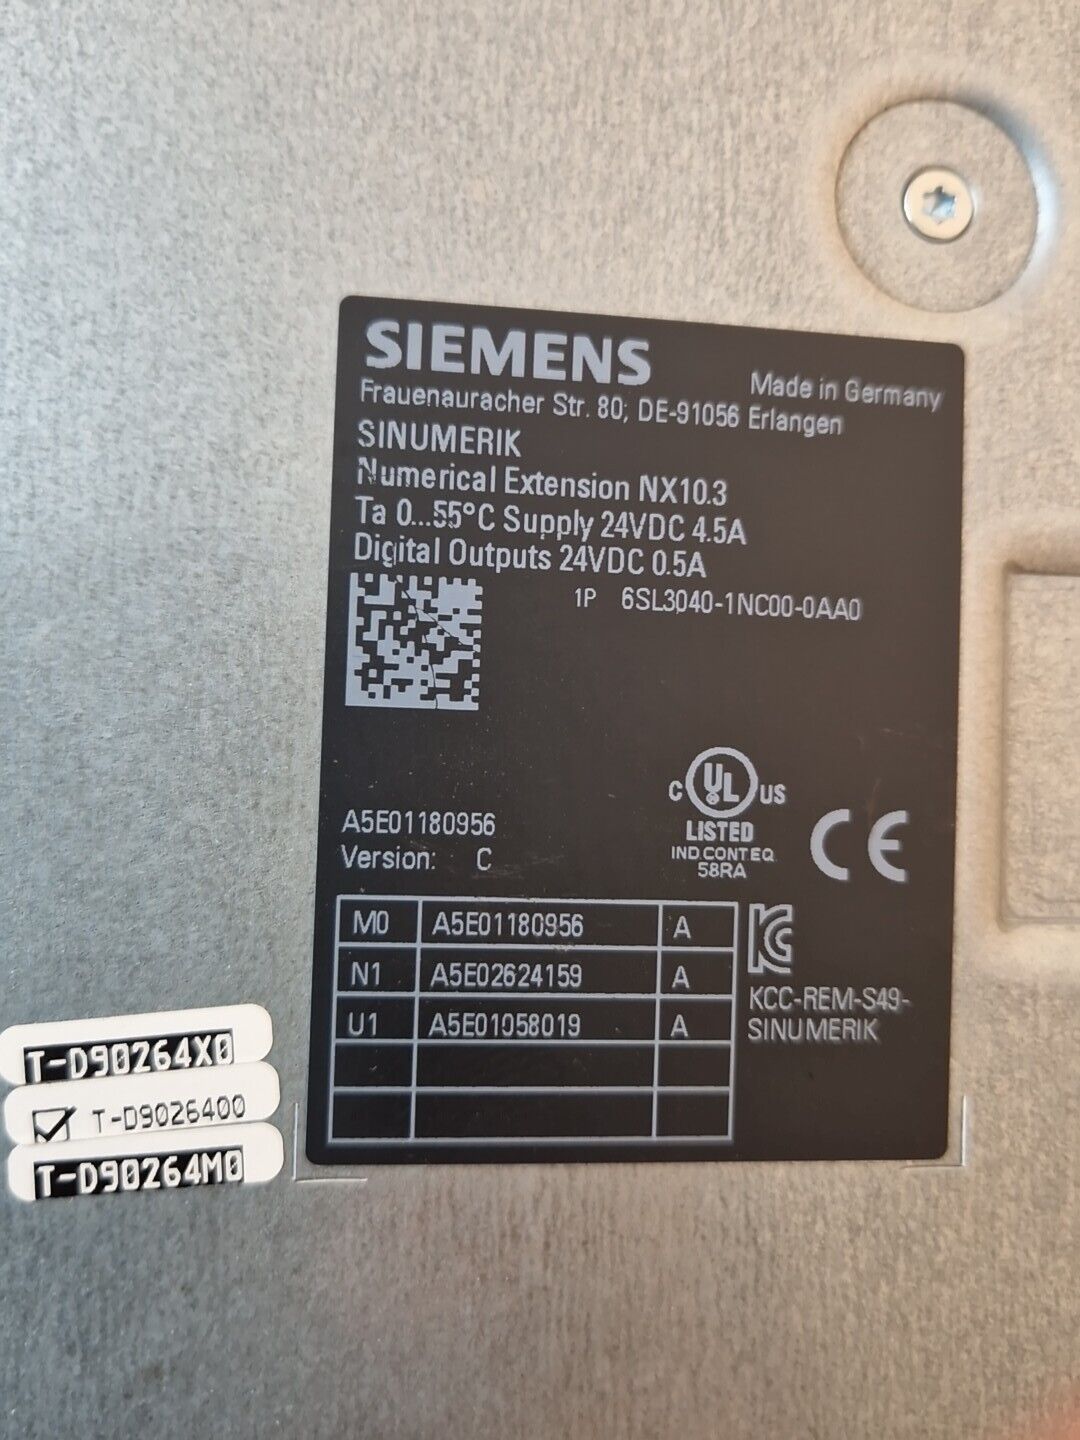 SIEMENS
Made in Germany
Frauenauracher Str. 80; DE-91056 Erlangen
SINUMERIK
Numerical Extension NX10.3
Ta 0...55°C Supply 24VDC 4.5A
Digital Outputs 24VDC 0.5A
1P 6SL3040-1NC00-0AA0
C UL US
LISTED
IND.CONT.EQ.
58RA
CE
A5E01180956
Version: C
M0 A5E01180956 A
N1 A5E02624159 A
U1 A5E01058019 A
KCC-REM-S49-
SINUMERIK
T-D90264X0
T-D9026400
T-D90264M0